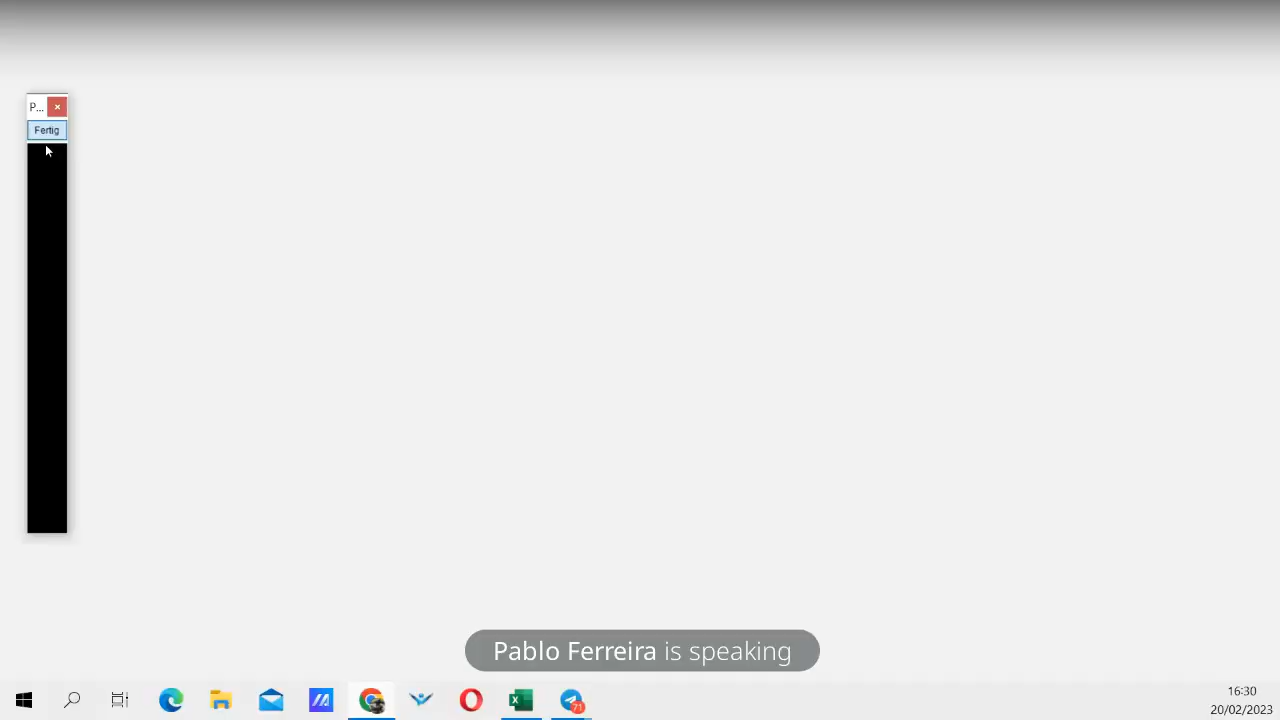 P...
Fertig
Pablo Ferreira is speaking
71
16:30
20/02/2023